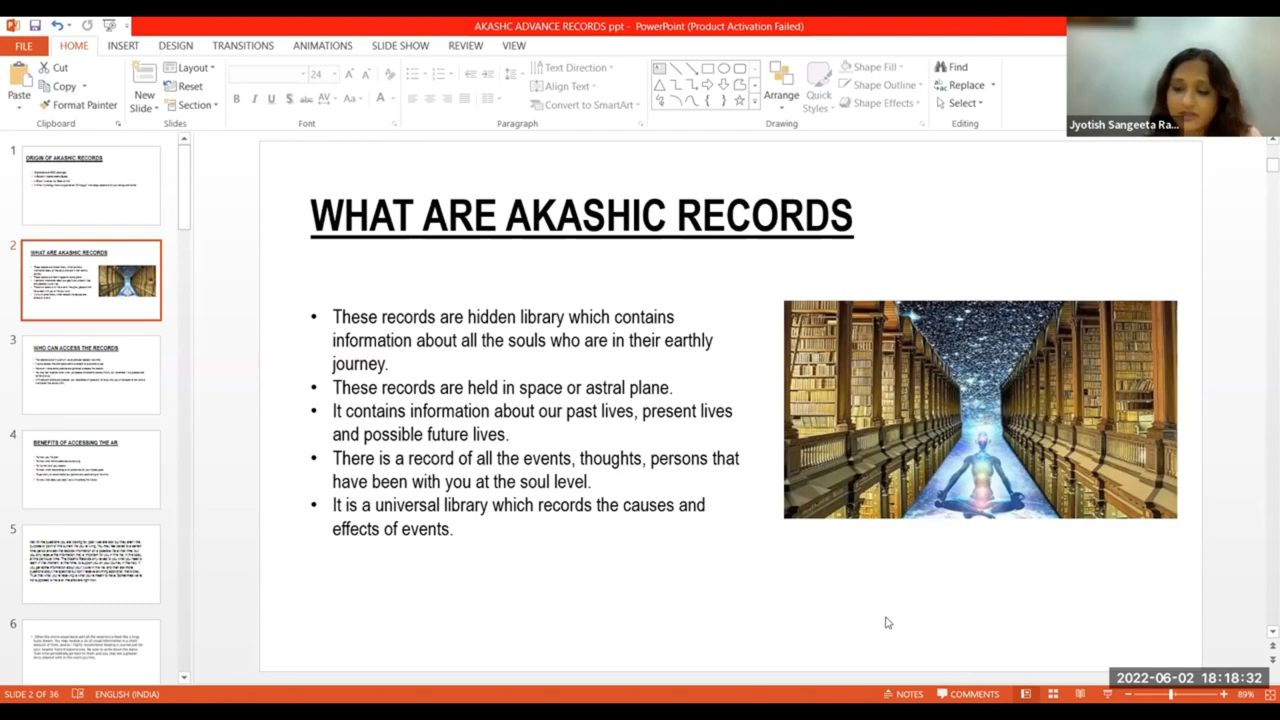 AKASHC ADVANCE RECORDS ppt - PowerPoint (Product Activation Failed)
FILE HOME INSERT DESIGN TRANSITIONS ANIMATIONS SLIDE SHOW REVIEW VIEW
Paste
Cut
Copy
Format Painter
Clipboard
New
Slide
Layout
Reset
Section
Slides
24
Font
Text Direction
Align Text
Convert to SmartArt
Paragraph
Arrange
Quick
Styles
Shape Fill
Shape Outline
Shape Effects
Drawing
Find
Replace
Select
Editing
Jyotish Sangeeta Ra...
1
ORIGIN OF AKASHIC RECORDS
2
WHAT ARE AKASHIC RECORDS
3
WHO CAN ACCESS THE RECORDS
4
BENEFITS OF ACCESSING THE AR
5
6
WHAT ARE AKASHIC RECORDS
• These records are hidden library which contains
information about all the souls who are in their earthly
journey.
• These records are held in space or astral plane.
• It contains information about our past lives, present lives
and possible future lives.
• There is a record of all the events, thoughts, persons that
have been with you at the soul level.
• It is a universal library which records the causes and
effects of events.
2022-06-02 18:18:32
SLIDE 2 OF 36 ENGLISH (INDIA) NOTES COMMENTS 89%